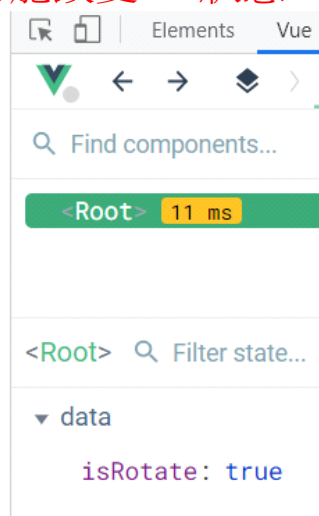 Elements Vue
Find components...
<Root> 11 ms
<Root> Filter state...
data
isRotate: true